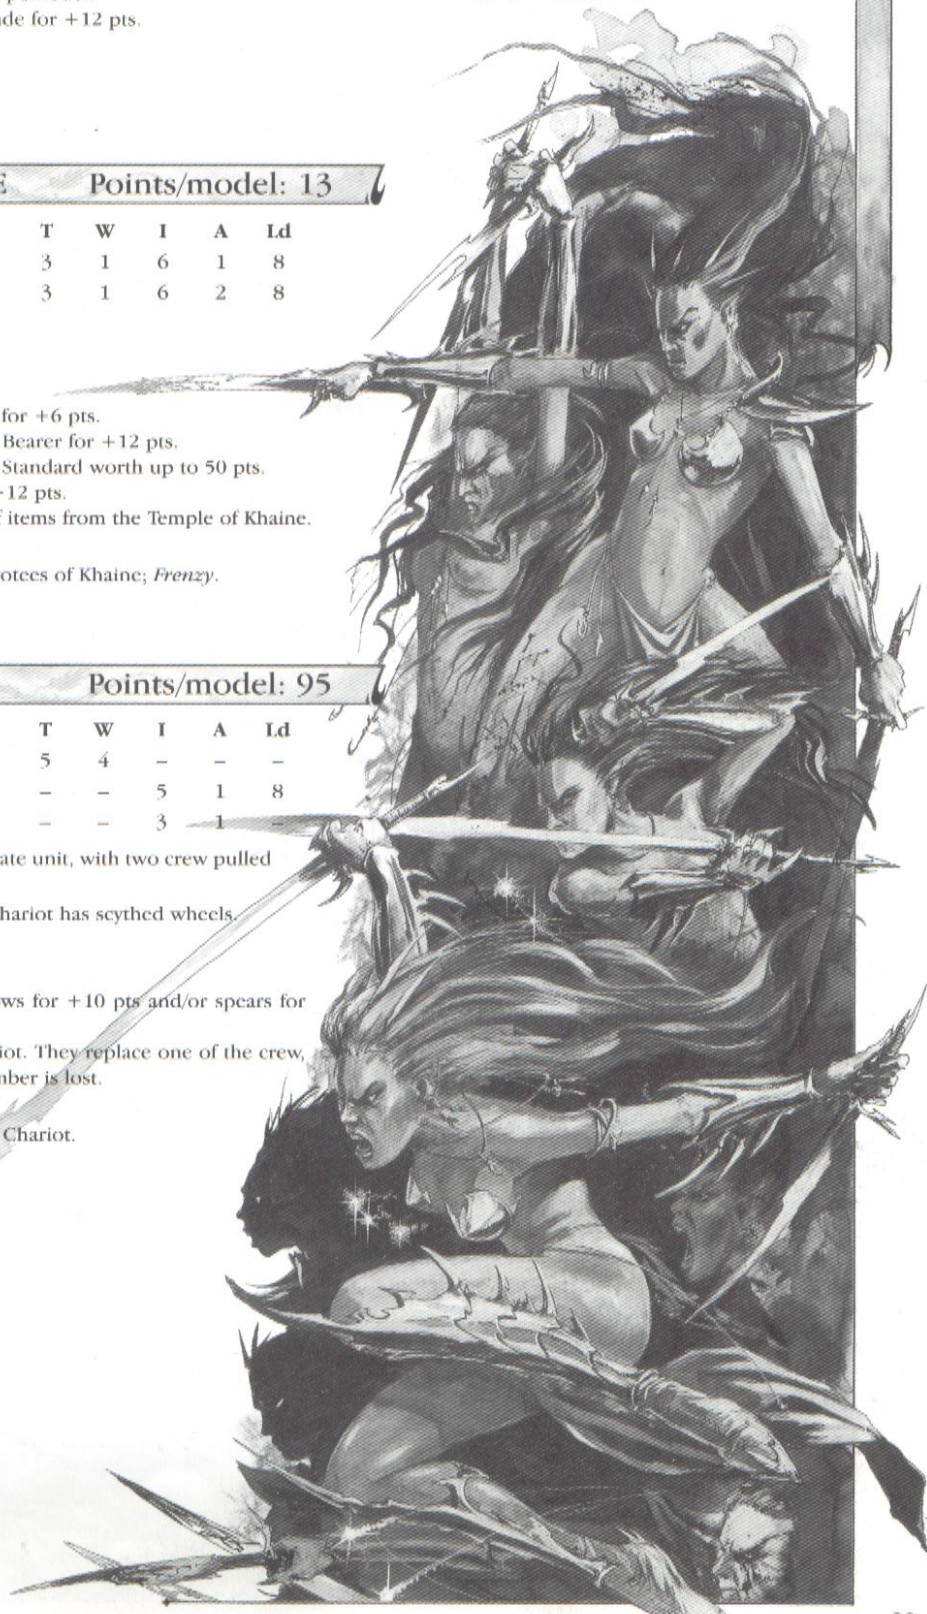 de for +12 pts.
E Points/model: 13
T W I A Ld
3 1 6 1 8
3 1 6 2 8
for +6 pts.
Bearer for +12 pts.
Standard worth up to 50 pts.
12 pts.
items from the Temple of Khaine.
otees of Khaine; Frenzy.
Points/model: 95
T W I A Ld
5 4 – – –
– – 5 1 8
– – 3 1 –
ate unit, with two crew pulled
hariot has scythed wheels.
ws for +10 pts and/or spears for
iot. They replace one of the crew,
mber is lost.
Chariot.